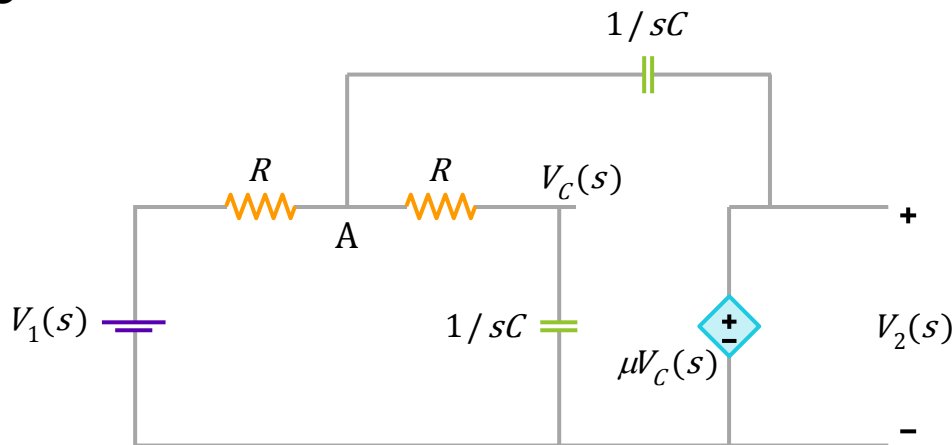 1/sC
R
R
V_C(s)
A
+
V_1(s)
1/sC
+
−
V_2(s)
μV_C(s)
−